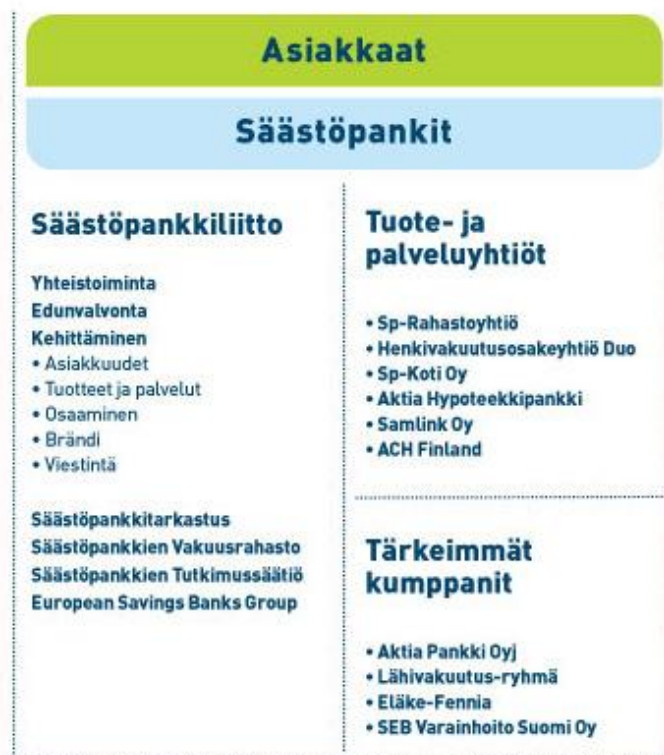 Asiakkaat
Säästöpankit
Säästöpankkiliitto
Yhteistoiminta
Edunvalvonta
Kehittäminen
• Asiakkuudet
• Tuotteet ja palvelut
• Osaaminen
• Brändi
• Viestintä
Säästöpankkitarkastus
Säästöpankkien Vakuusrahasto
Säästöpankkien Tutkimussäätiö
European Savings Banks Group
Tuote- ja
palveluyhtiöt
• Sp-Rahastoyhtiö
• Henkivakuutusosakeyhtiö Duo
• Sp-Koti Oy
• Aktia Hypoteekkipankki
• Samlink Oy
• ACH Finland
Tärkeimmät
kumppanit
• Aktia Pankki Oyj
• Lähivakuutus-ryhmä
• Eläke-Fennia
• SEB Varainhoito Suomi Oy